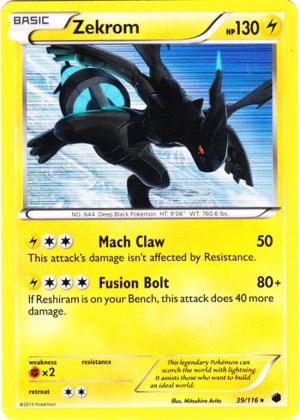 BASIC
Zekrom HP130
NO. 644 Deep Black Pokémon HT: 9'06" WT: 760.6 lbs.
Mach Claw 50
This attack's damage isn't affected by Resistance.
Fusion Bolt 80+
If Reshiram is on your Bench, this attack does 40 more
damage.
weakness resistance
×2
retreat
This legendary Pokémon can
scorch the world with lightning.
It assists those who want to build
an ideal world.
©2013 Pokémon
Illus. Mitsuhiro Arita
39/116 ★